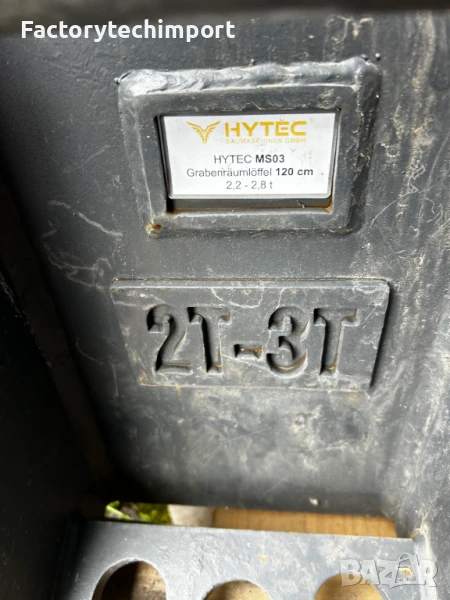 Factorytechimport
HYTEC
BAUMASCHINEN GMBH
HYTEC MS03
Grabenräumlöffel 120 cm
2,2 - 2,8 t
2T-3T
BAZAR